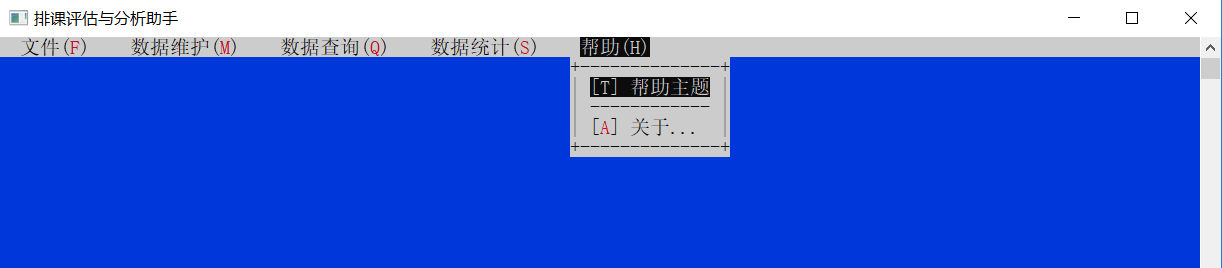 排课评估与分析助手
文件(F) 数据维护(M) 数据查询(Q) 数据统计(S) 帮助(H)
[T] 帮助主题
[A] 关于...